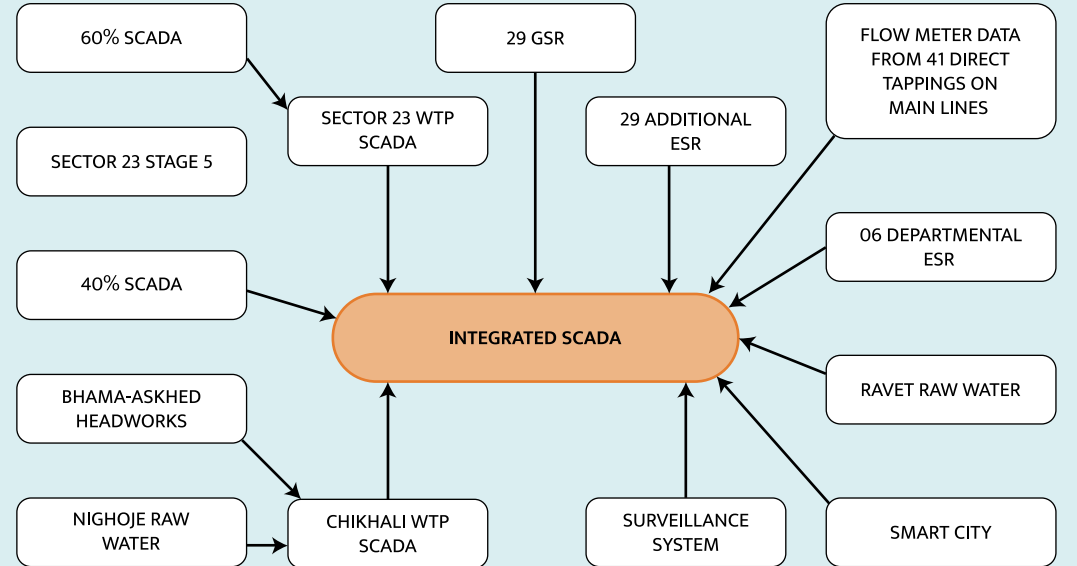 60% SCADA
29 GSR
FLOW METER DATA
FROM 41 DIRECT
TAPPINGS ON
MAIN LINES
SECTOR 23 WTP
SCADA
29 ADDITIONAL
ESR
SECTOR 23 STAGE 5
06 DEPARTMENTAL
ESR
40% SCADA
INTEGRATED SCADA
BHAMA-ASKHED
HEADWORKS
RAVET RAW WATER
NIGHOJE RAW
WATER
CHIKHALI WTP
SCADA
SURVEILLANCE
SYSTEM
SMART CITY